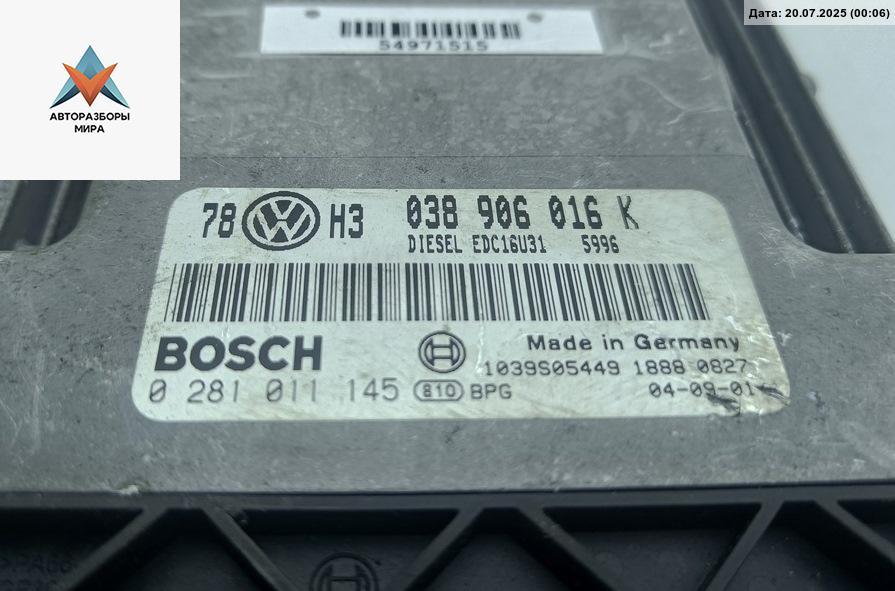 Дата: 20.07.2025 (00:06)
54971515
АВТОРАЗБОРЫ
МИРА
78 H3 038 906 016 K
DIESEL EDC16U31 5996
BOSCH Made in Germany
1039S05449 1888 0827
0 281 011 145 810 BPG 04-09-01